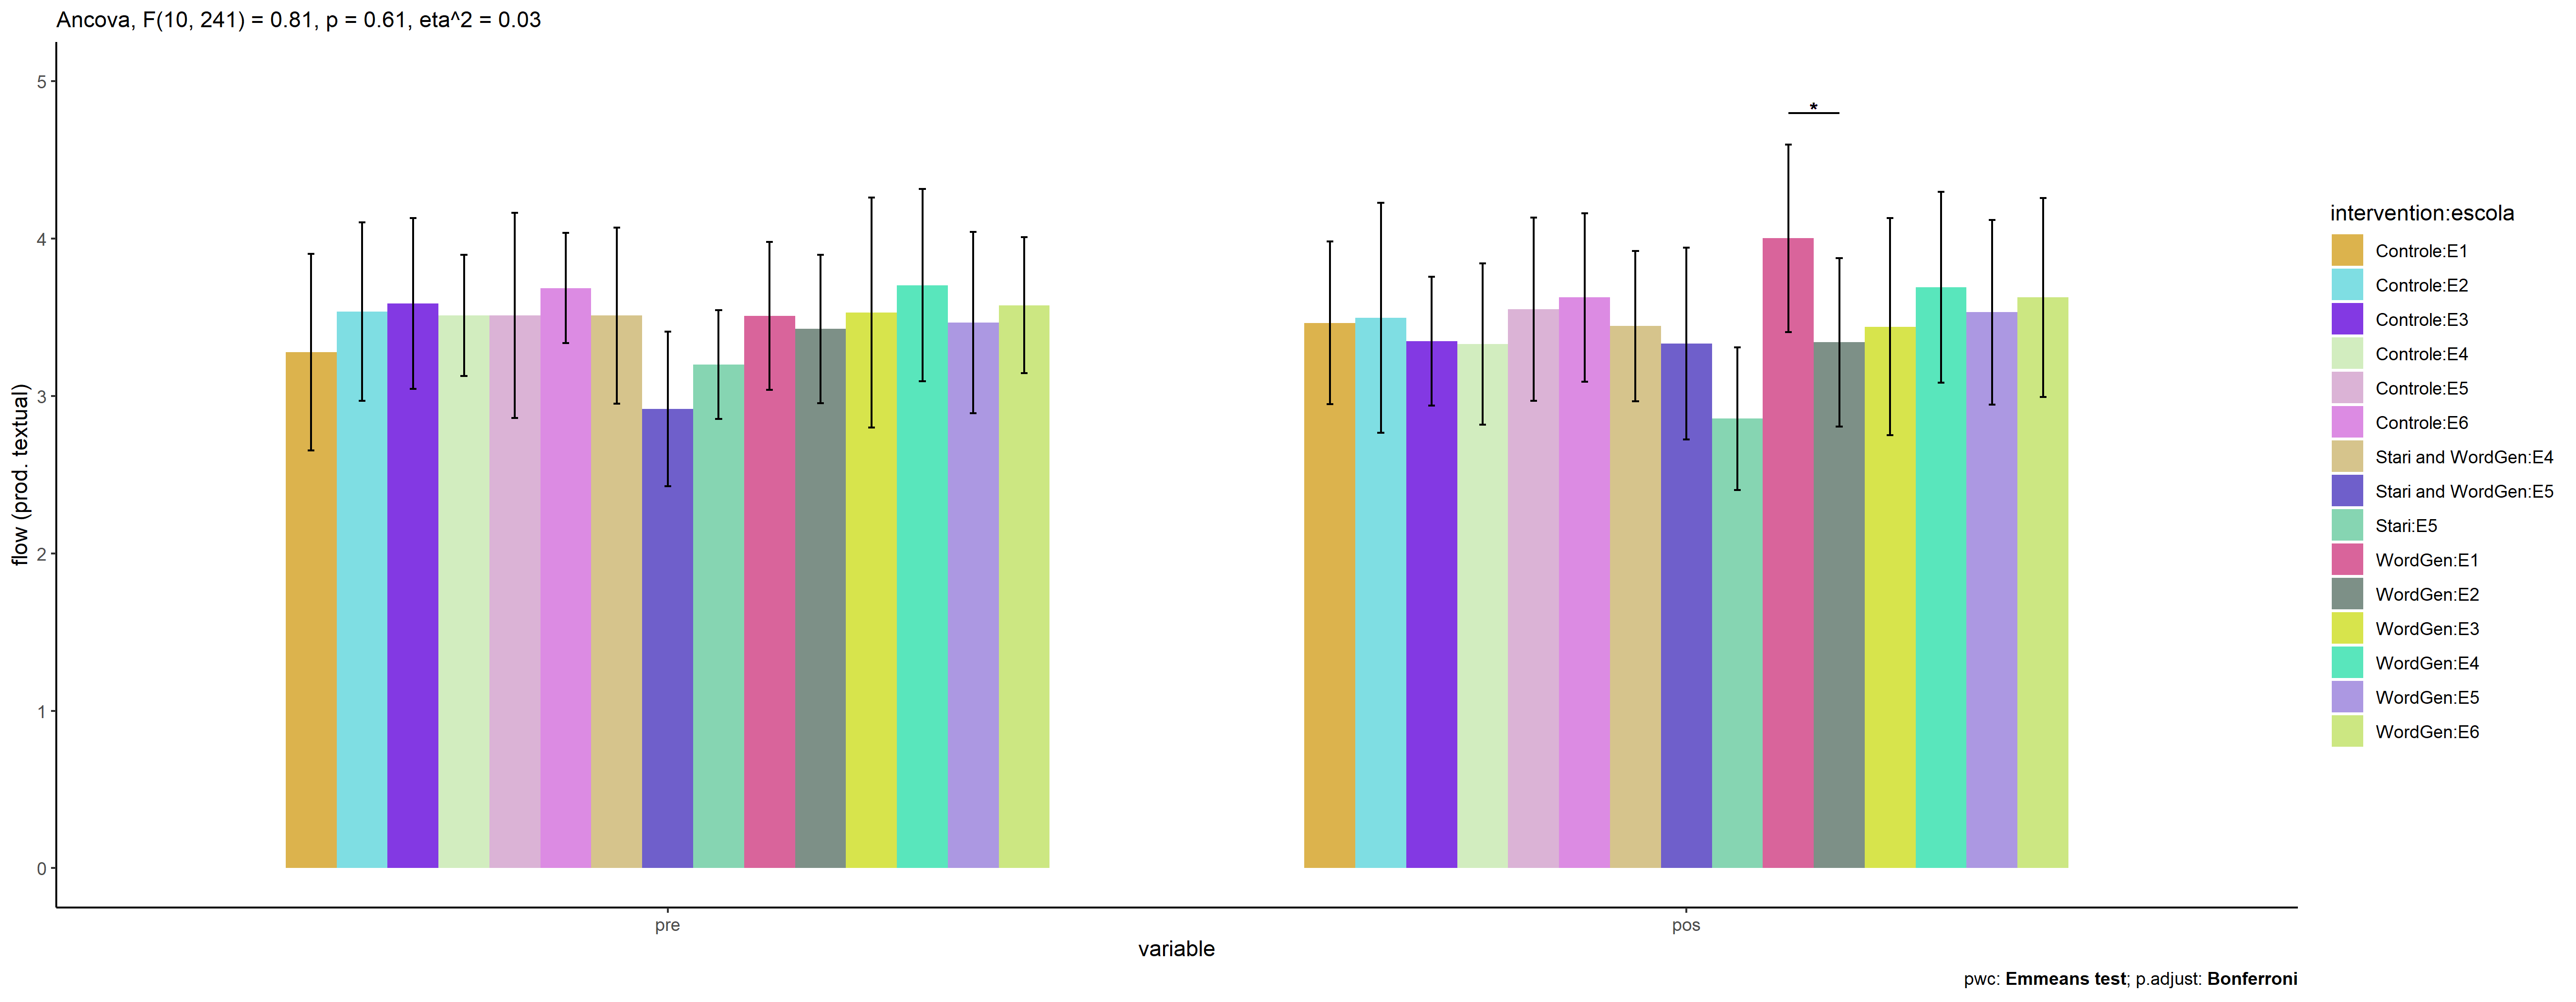 Ancova, F(10, 241) = 0.81, p = 0.61, eta^2 = 0.03
flow (prod. textual)
5
4
3
2
1
0
*
pre
pos
variable
intervention:escola
Controle:E1
Controle:E2
Controle:E3
Controle:E4
Controle:E5
Controle:E6
Stari and WordGen:E4
Stari and WordGen:E5
Stari:E5
WordGen:E1
WordGen:E2
WordGen:E3
WordGen:E4
WordGen:E5
WordGen:E6
pwc: Emmeans test; p.adjust: Bonferroni